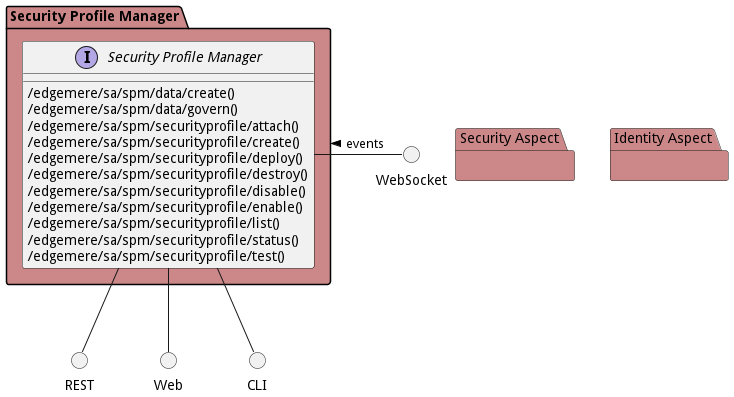 Security Profile Manager
I Security Profile Manager
/edgemere/sa/spm/data/create()
/edgemere/sa/spm/data/govern()
/edgemere/sa/spm/securityprofile/attach()
/edgemere/sa/spm/securityprofile/create()
/edgemere/sa/spm/securityprofile/deploy()
/edgemere/sa/spm/securityprofile/destroy()
/edgemere/sa/spm/securityprofile/disable()
/edgemere/sa/spm/securityprofile/enable()
/edgemere/sa/spm/securityprofile/list()
/edgemere/sa/spm/securityprofile/status()
/edgemere/sa/spm/securityprofile/test()
events
WebSocket
Security Aspect
Identity Aspect
REST
Web
CLI